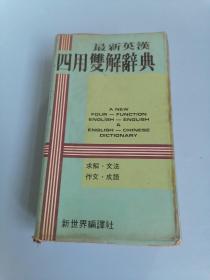 最新英漢
四用雙解辭典
A NEW
FOUR — FUNCTION
ENGLISH — ENGLISH
&
ENGLISH — CHINESE
DICTIONARY
求解·文法
作文·成語
新世界編譯社